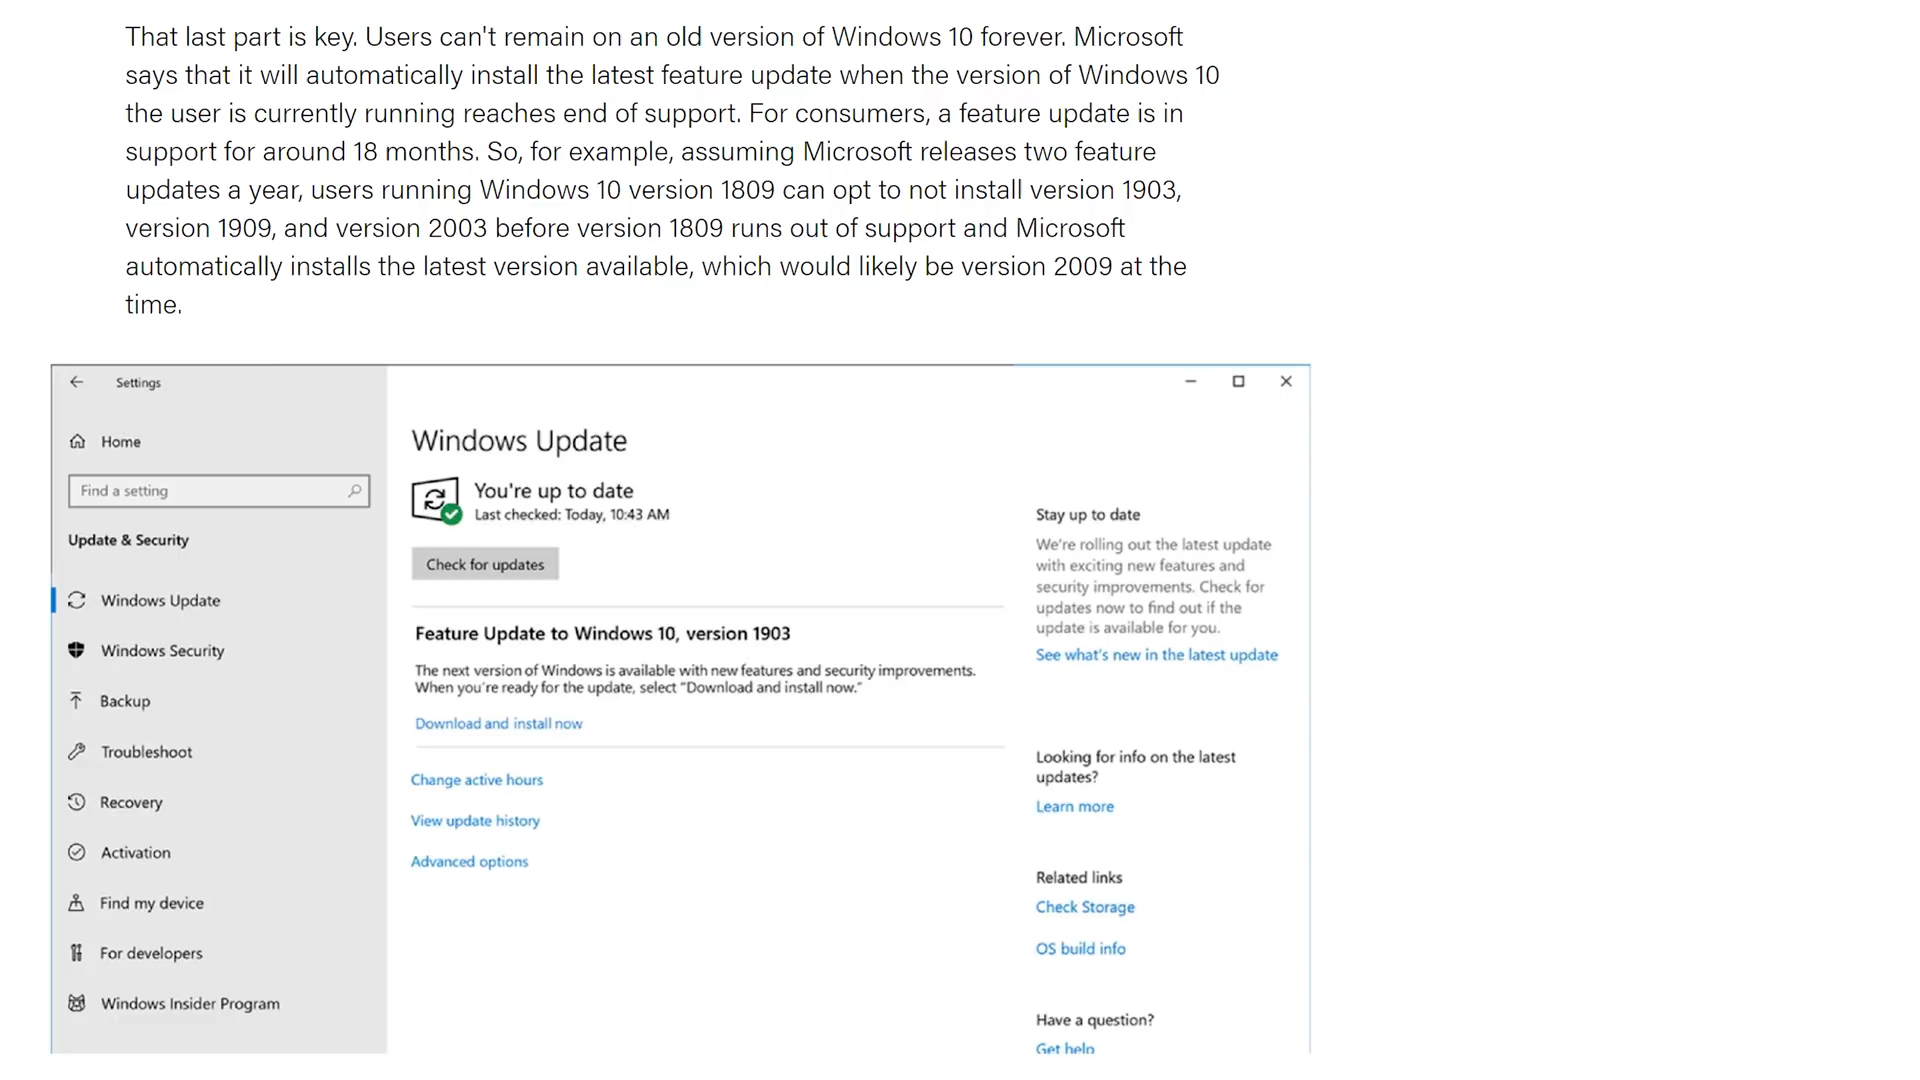 That last part is key. Users can't remain on an old version of Windows 10 forever. Microsoft
says that it will automatically install the latest feature update when the version of Windows 10
the user is currently running reaches end of support. For consumers, a feature update is in
support for around 18 months. So, for example, assuming Microsoft releases two feature
updates a year, users running Windows 10 version 1809 can opt to not install version 1903,
version 1909, and version 2003 before version 1809 runs out of support and Microsoft
automatically installs the latest version available, which would likely be version 2009 at the
time.
Settings
Home
Find a setting
Update & Security
Windows Update
Windows Security
Backup
Troubleshoot
Recovery
Activation
Find my device
For developers
Windows Insider Program
Windows Update
You're up to date
Last checked: Today, 10:43 AM
Check for updates
Feature Update to Windows 10, version 1903
The next version of Windows is available with new features and security improvements.
When you're ready for the update, select "Download and install now."
Download and install now
Change active hours
View update history
Advanced options
Stay up to date
We're rolling out the latest update
with exciting new features and
security improvements. Check for
updates now to find out if the
update is available for you.
See what's new in the latest update
Looking for info on the latest
updates?
Learn more
Related links
Check Storage
OS build info
Have a question?
Get help